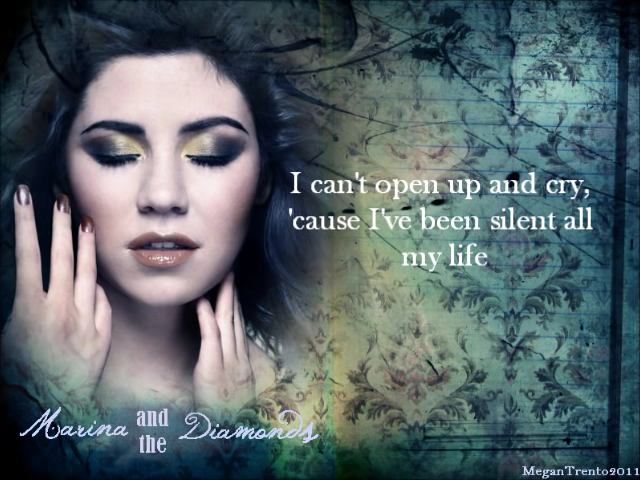 I can't open up and cry,
'cause I've been silent all
my life
Marina and the Diamonds
MeganTrento2011